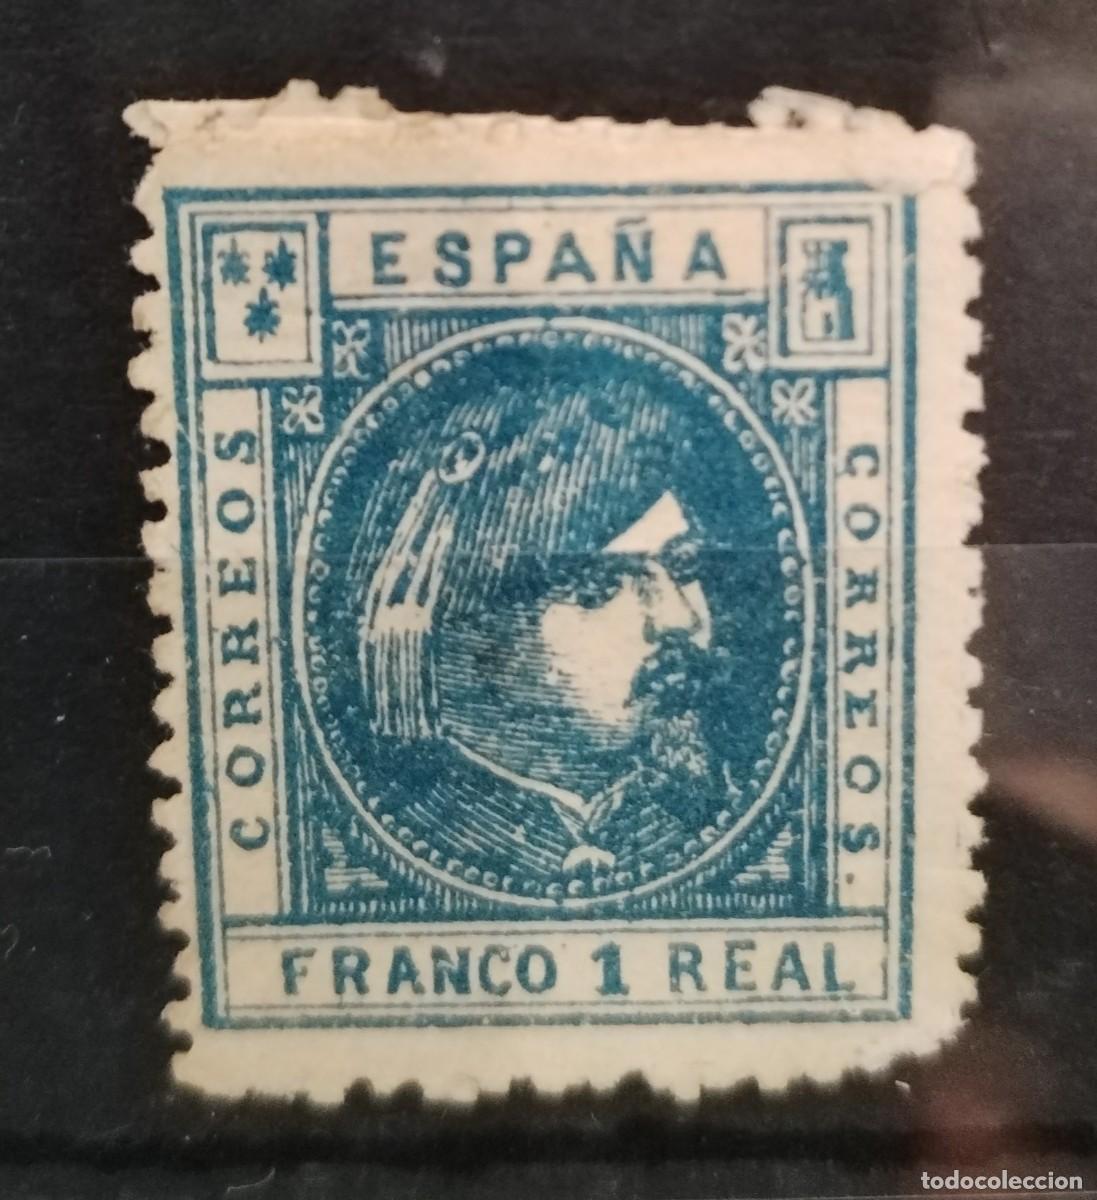 ESPAÑA
CORREOS
CORREOS.
FRANCO 1 REAL
todocoleccion